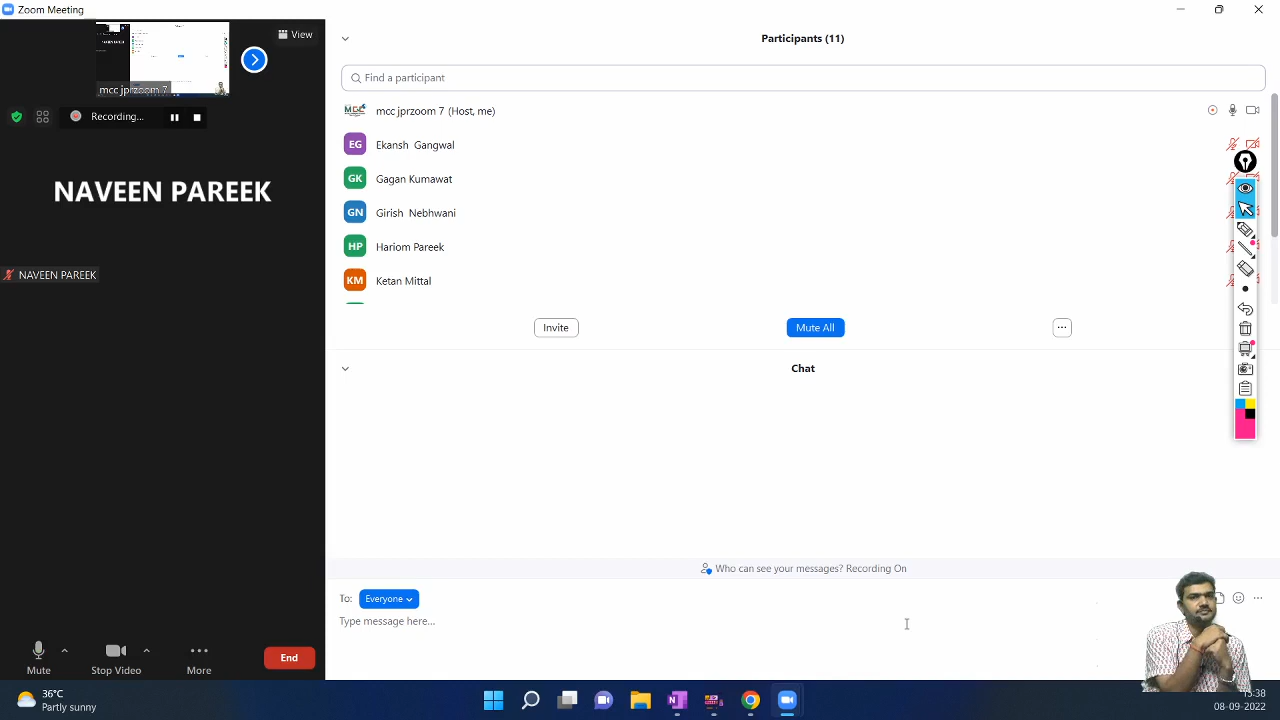 Zoom Meeting
View
mcc jprzoom 7
Recording...
NAVEEN PAREEK
NAVEEN PAREEK
Mute
Stop Video
More
End
Participants (11)
Find a participant
mcc jprzoom 7 (Host, me)
EG Ekansh Gangwal
GK Gagan Kumawat
GN Girish Nebhwani
HP Hariom Pareek
KM Ketan Mittal
Invite
Mute All
Chat
Who can see your messages? Recording On
To: Everyone
Type message here...
36°C
Partly sunny
08-09-2022